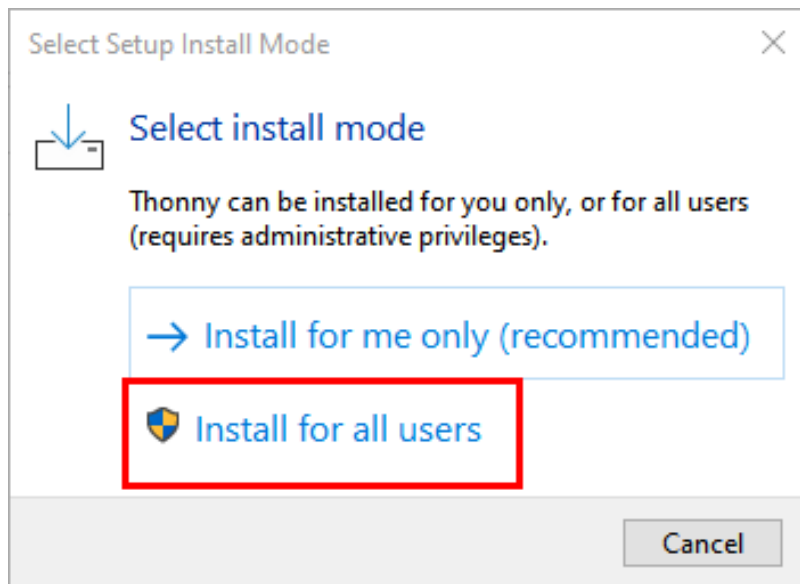 Select Setup Install Mode
Select install mode
Thonny can be installed for you only, or for all users
(requires administrative privileges).
Install for me only (recommended)
Install for all users
Cancel